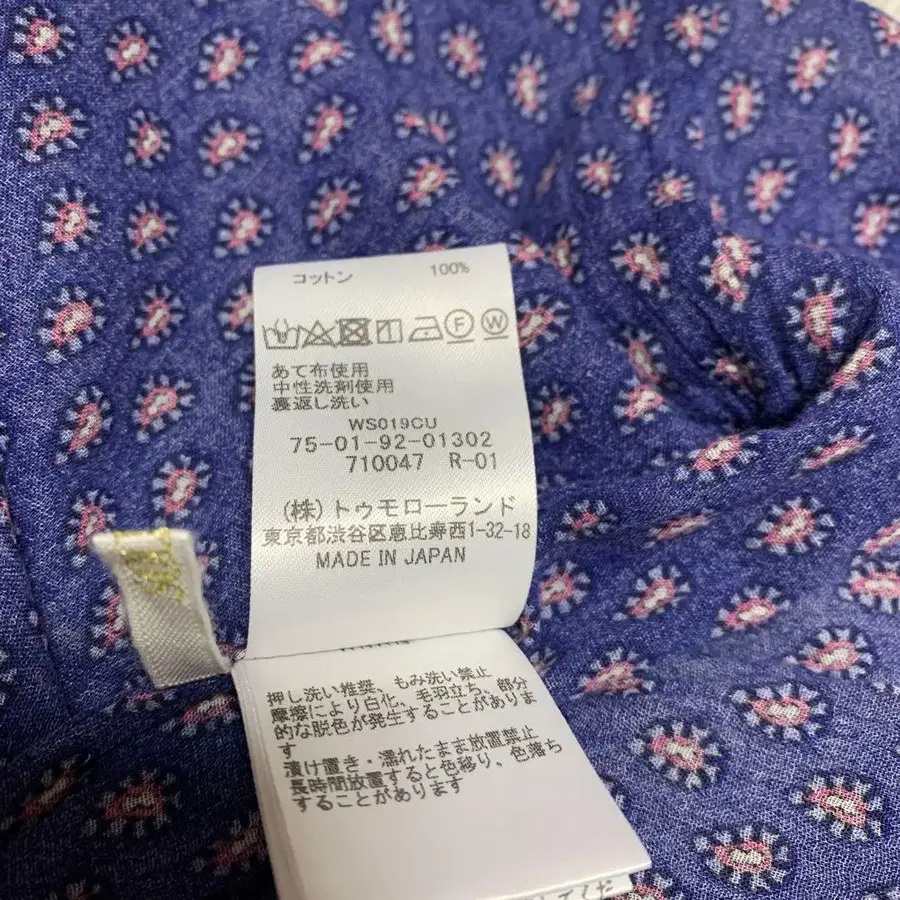 コットン 100%
F W
あて布使用
中性洗剤使用
裏返し洗い
WS019CU
75-01-92-01302
710047 R-01
(株)トゥモローランド
東京都渋谷区恵比寿西1-32-18
MADE IN JAPAN
押し洗い推奨、もみ洗い禁止
摩擦により白化、毛羽立ち、部分
的な脱色が発生することがありま
す
漬け置き・濡れたまま放置禁止
長時間放置すると色移り、色落ち
することがあります